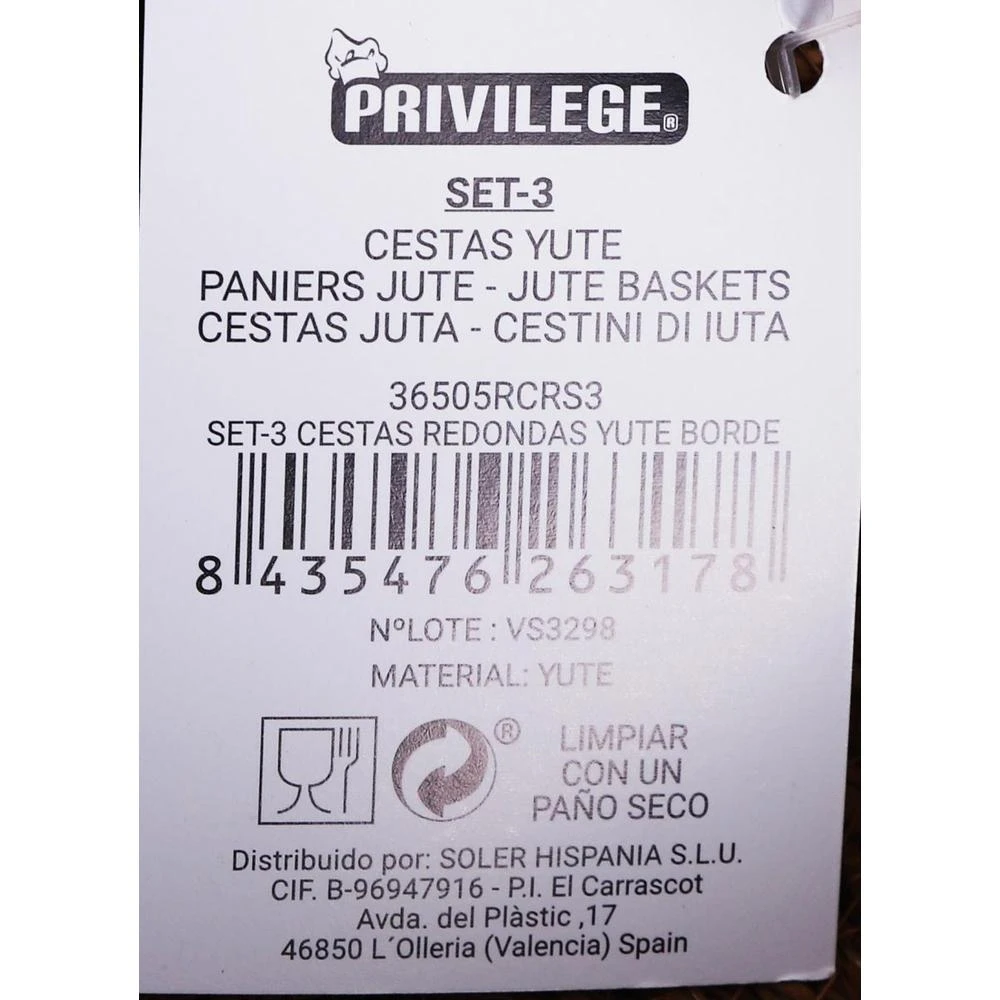 PRIVILEGE®
SET-3
CESTAS YUTE
PANIERS JUTE - JUTE BASKETS
CESTAS JUTA - CESTINI DI IUTA
36505RCRS3
SET-3 CESTAS REDONDAS YUTE BORDE
8 435476 263178
NºLOTE : VS3298
MATERIAL: YUTE
®
LIMPIAR
CON UN
PAÑO SECO
Distribuido por: SOLER HISPANIA S.L.U.
CIF. B-96947916 - P.I. El Carrascot
Avda. del Plàstic ,17
46850 L´Olleria (Valencia) Spain